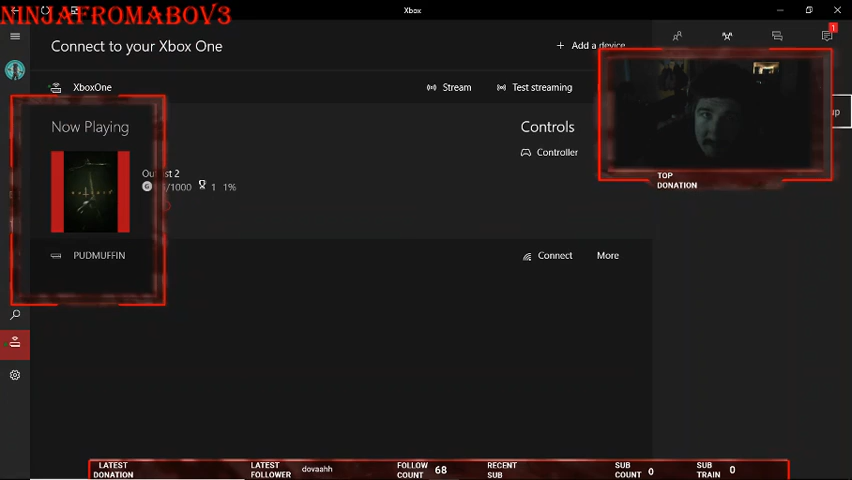 NINJAFROMABOV3
Xbox
Connect to your Xbox One
+ Add a device
1
XboxOne
Stream
Test streaming
up
Now Playing
Controls
Controller
Outlast 2
G
/1000
1
1%
TOP
DONATION
PUDMUFFIN
Connect
More
LATEST
DONATION
LATEST
FOLLOWER
dovaahh
FOLLOW
COUNT
68
RECENT
SUB
SUB
COUNT
0
SUB
TRAIN
0